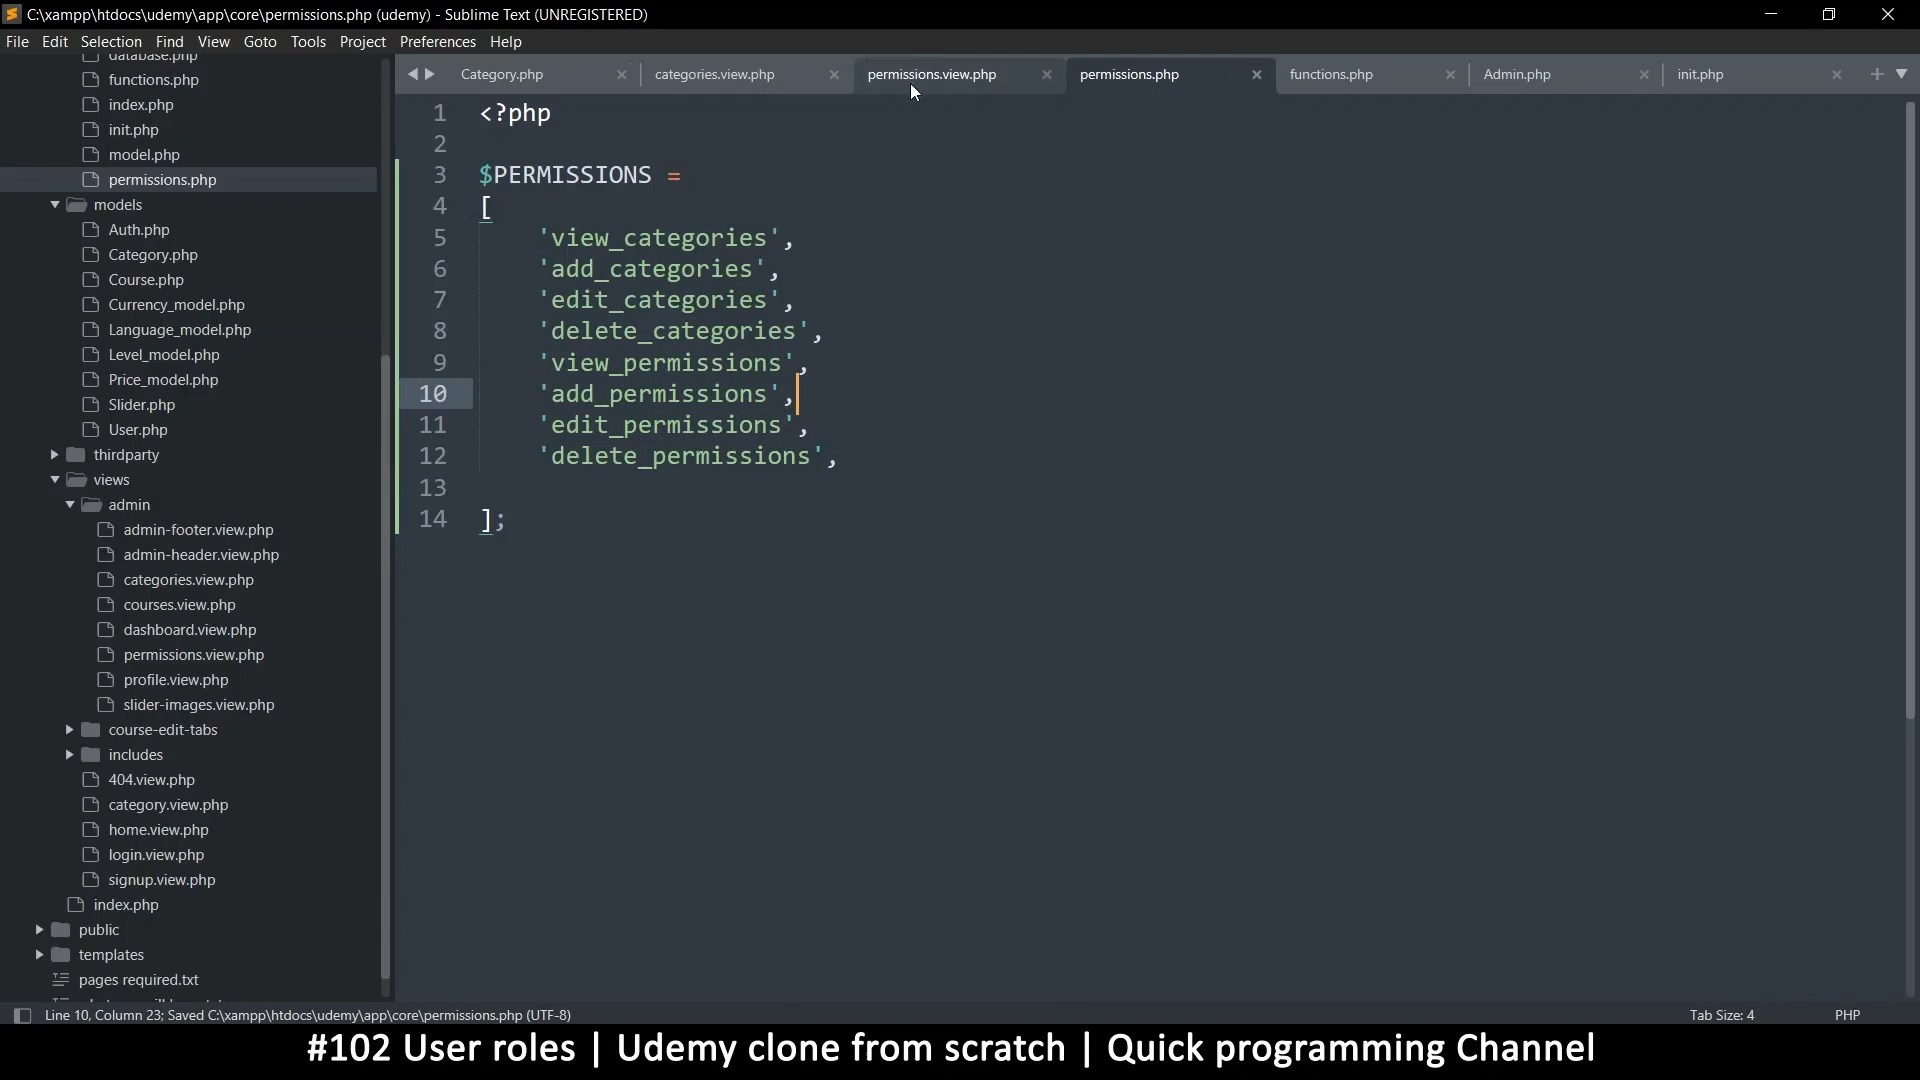 C:\xampp\htdocs\udemy\app\core\permissions.php (udemy) - Sublime Text (UNREGISTERED)
File Edit Selection Find View Goto Tools Project Preferences Help
database.php
functions.php
index.php
init.php
model.php
permissions.php
models
Auth.php
Category.php
Course.php
Currency_model.php
Language_model.php
Level_model.php
Price_model.php
Slider.php
User.php
thirdparty
views
admin
admin-footer.view.php
admin-header.view.php
categories.view.php
courses.view.php
dashboard.view.php
permissions.view.php
profile.view.php
slider-images.view.php
course-edit-tabs
includes
404.view.php
category.view.php
home.view.php
login.view.php
signup.view.php
index.php
public
templates
pages required.txt
Category.php categories.view.php permissions.view.php permissions.php functions.php Admin.php init.php
1 <?php
2
3 $PERMISSIONS =
4 [
5 'view_categories',
6 'add_categories',
7 'edit_categories',
8 'delete_categories',
9 'view_permissions',
10 'add_permissions',
11 'edit_permissions',
12 'delete_permissions',
13
14 ];
Line 10, Column 23; Saved C:\xampp\htdocs\udemy\app\core\permissions.php (UTF-8) Tab Size: 4 PHP
#102 User roles | Udemy clone from scratch | Quick programming Channel